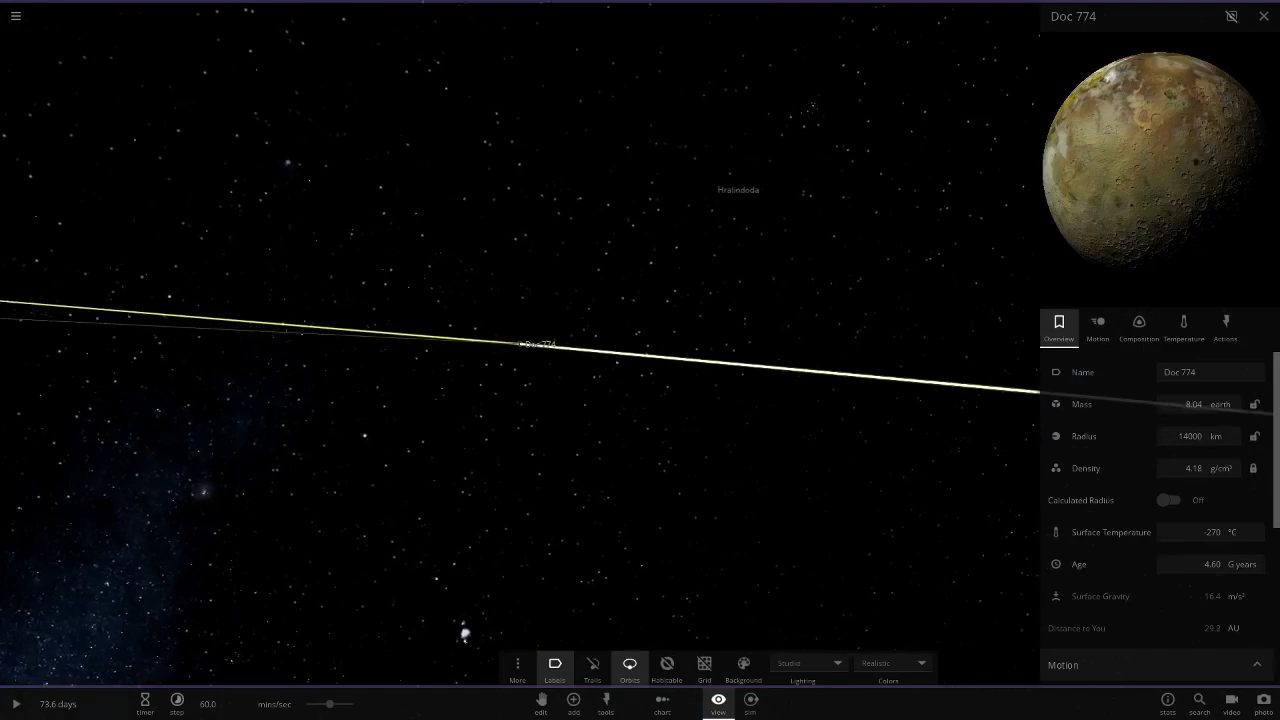 Doc 774
Hralindoda
Doc 774
Overview Motion Composition Temperature Actions
Name Doc 774
Mass 8.04 earth
Radius 14000 km
Density 4.18 g/cm³
Calculated Radius Off
Surface Temperature -270 °C
Age 4.60 G years
Surface Gravity 16.4 m/s²
Distance to You 29.2 AU
Motion
More Labels Trails Orbits Habitable Grid Background
Studio
Lighting
Realistic
Colors
73.6 days
timer step 60.0 mins/sec
edit add tools chart view sim
stats search video photo